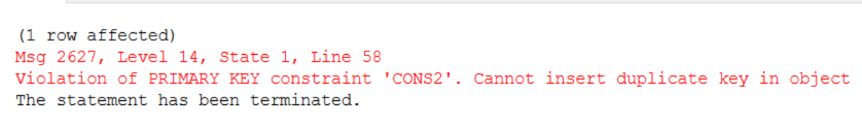 (1 row affected)
Msg 2627, Level 14, State 1, Line 58
Violation of PRIMARY KEY constraint 'CONS2'. Cannot insert duplicate key in object
The statement has been terminated.